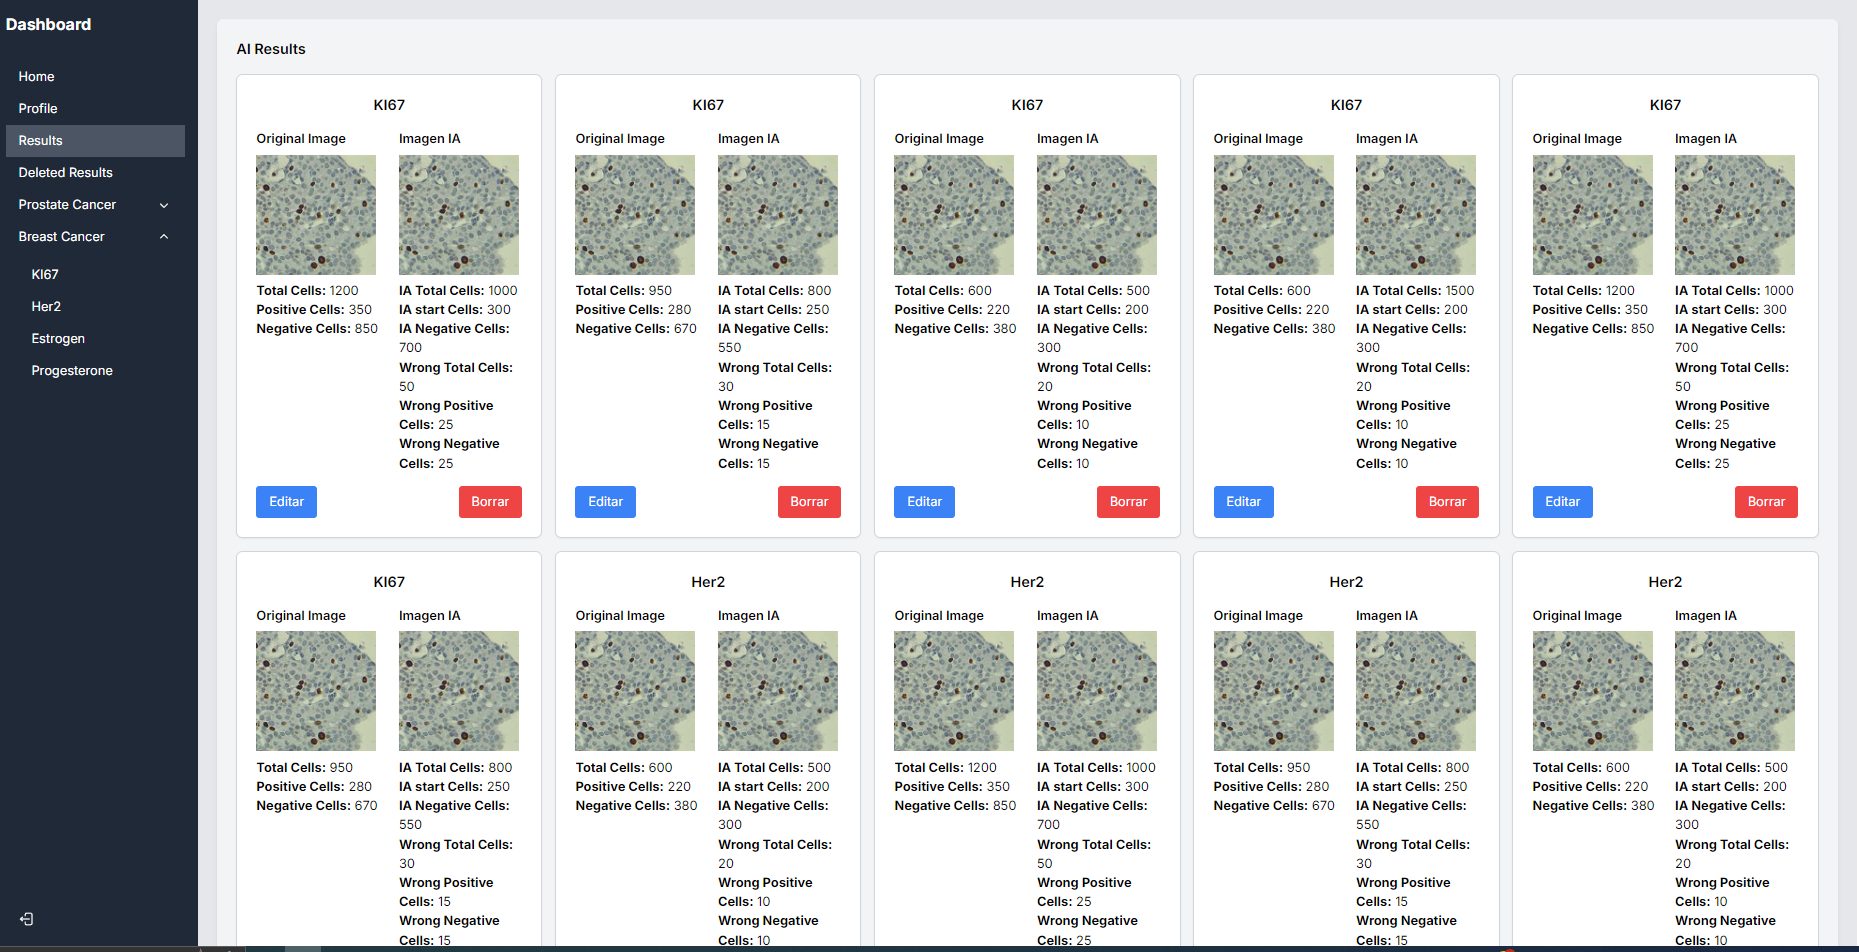 Dashboard
Home
Profile
Results
Deleted Results
Prostate Cancer
Breast Cancer
KI67
Her2
Estrogen
Progesterone
AI Results
KI67
Original Image
Imagen IA
Total Cells: 1200
Positive Cells: 350
Negative Cells: 850
IA Total Cells: 1000
IA start Cells: 300
IA Negative Cells:
700
Wrong Total Cells:
50
Wrong Positive
Cells: 25
Wrong Negative
Cells: 25
Editar
Borrar
KI67
Original Image
Imagen IA
Total Cells: 950
Positive Cells: 280
Negative Cells: 670
IA Total Cells: 800
IA start Cells: 250
IA Negative Cells:
550
Wrong Total Cells:
30
Wrong Positive
Cells: 15
Wrong Negative
Cells: 15
Editar
Borrar
KI67
Original Image
Imagen IA
Total Cells: 600
Positive Cells: 220
Negative Cells: 380
IA Total Cells: 500
IA start Cells: 200
IA Negative Cells:
300
Wrong Total Cells:
20
Wrong Positive
Cells: 10
Wrong Negative
Cells: 10
Editar
Borrar
KI67
Original Image
Imagen IA
Total Cells: 600
Positive Cells: 220
Negative Cells: 380
IA Total Cells: 1500
IA start Cells: 200
IA Negative Cells:
300
Wrong Total Cells:
20
Wrong Positive
Cells: 10
Wrong Negative
Cells: 10
Editar
Borrar
KI67
Original Image
Imagen IA
Total Cells: 1200
Positive Cells: 350
Negative Cells: 850
IA Total Cells: 1000
IA start Cells: 300
IA Negative Cells:
700
Wrong Total Cells:
50
Wrong Positive
Cells: 25
Wrong Negative
Cells: 25
Editar
Borrar
KI67
Original Image
Imagen IA
Total Cells: 950
Positive Cells: 280
Negative Cells: 670
IA Total Cells: 800
IA start Cells: 250
IA Negative Cells:
550
Wrong Total Cells:
30
Wrong Positive
Cells: 15
Wrong Negative
Cells: 15
Her2
Original Image
Imagen IA
Total Cells: 600
Positive Cells: 220
Negative Cells: 380
IA Total Cells: 500
IA start Cells: 200
IA Negative Cells:
300
Wrong Total Cells:
20
Wrong Positive
Cells: 10
Wrong Negative
Cells: 10
Her2
Original Image
Imagen IA
Total Cells: 1200
Positive Cells: 350
Negative Cells: 850
IA Total Cells: 1000
IA start Cells: 300
IA Negative Cells:
700
Wrong Total Cells:
50
Wrong Positive
Cells: 25
Wrong Negative
Cells: 25
Her2
Original Image
Imagen IA
Total Cells: 950
Positive Cells: 280
Negative Cells: 670
IA Total Cells: 800
IA start Cells: 250
IA Negative Cells:
550
Wrong Total Cells:
30
Wrong Positive
Cells: 15
Wrong Negative
Cells: 15
Her2
Original Image
Imagen IA
Total Cells: 600
Positive Cells: 220
Negative Cells: 380
IA Total Cells: 500
IA start Cells: 200
IA Negative Cells:
300
Wrong Total Cells:
20
Wrong Positive
Cells: 10
Wrong Negative
Cells: 10